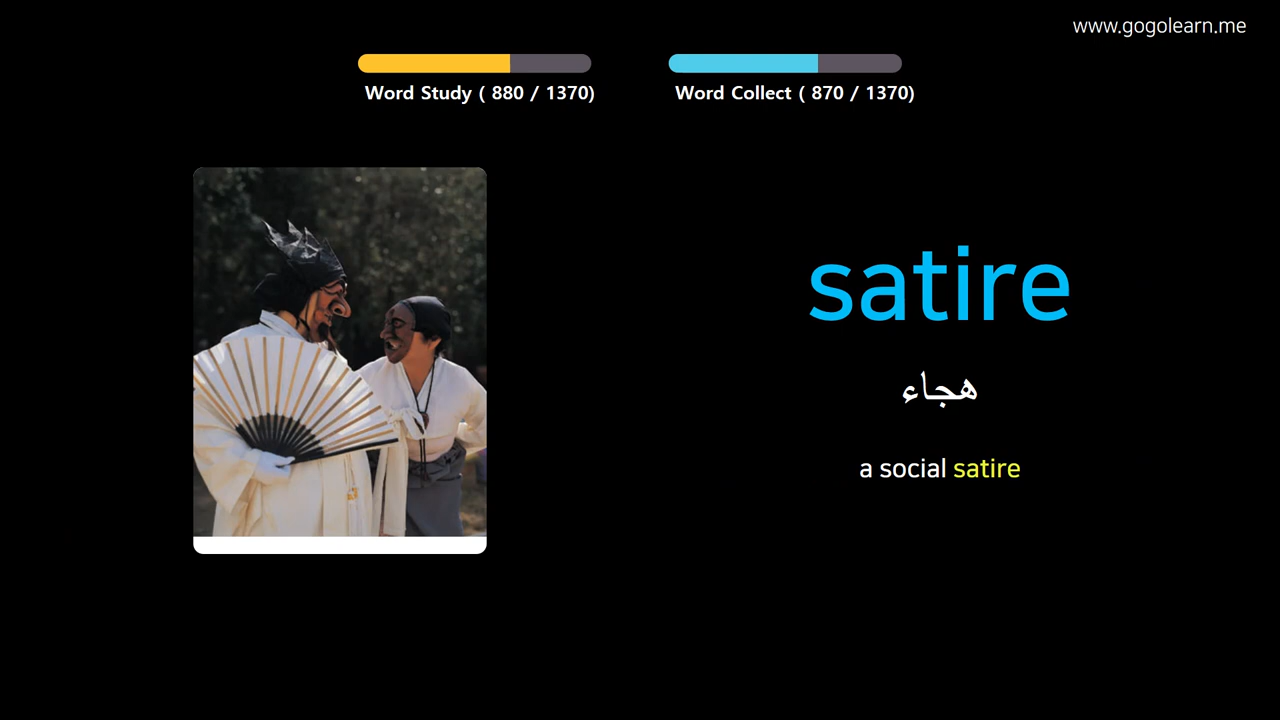 www.gogolearn.me
Word Study ( 880 / 1370)
Word Collect ( 870 / 1370)
satire
هجاء
a social satire